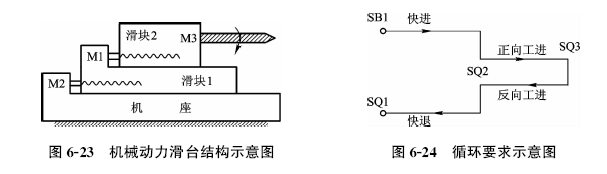 滑块2
M3
M1
M2
滑块1
机 座
图 6-23 机械动力滑台结构示意图
SB1
快进
正向工进
SQ3
SQ2
反向工进
SQ1
快退
图 6-24 循环要求示意图